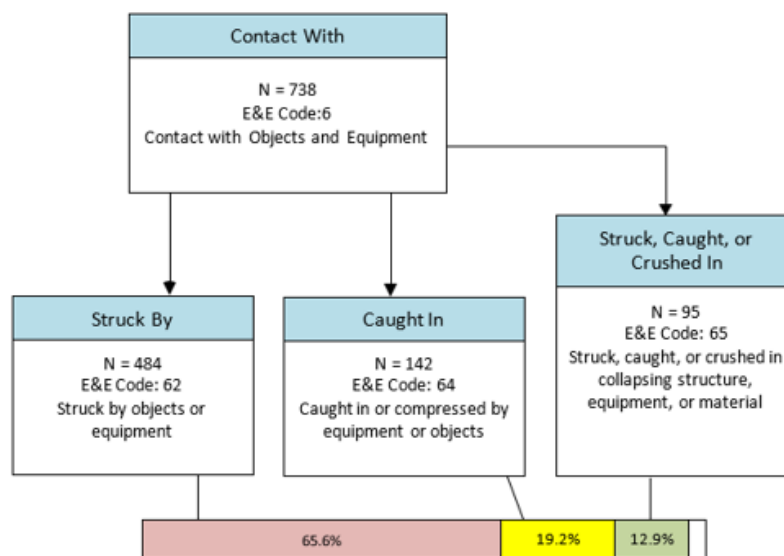 Contact With
N = 738
E&E Code:6
Contact with Objects and Equipment
Struck, Caught, or
Crushed In
N = 95
E&E Code: 65
Struck, caught, or crushed in
collapsing structure,
equipment, or material
Struck By
N = 484
E&E Code: 62
Struck by objects or
equipment
Caught In
N = 142
E&E Code: 64
Caught in or compressed by
equipment or objects
65.6%
19.2%
12.9%